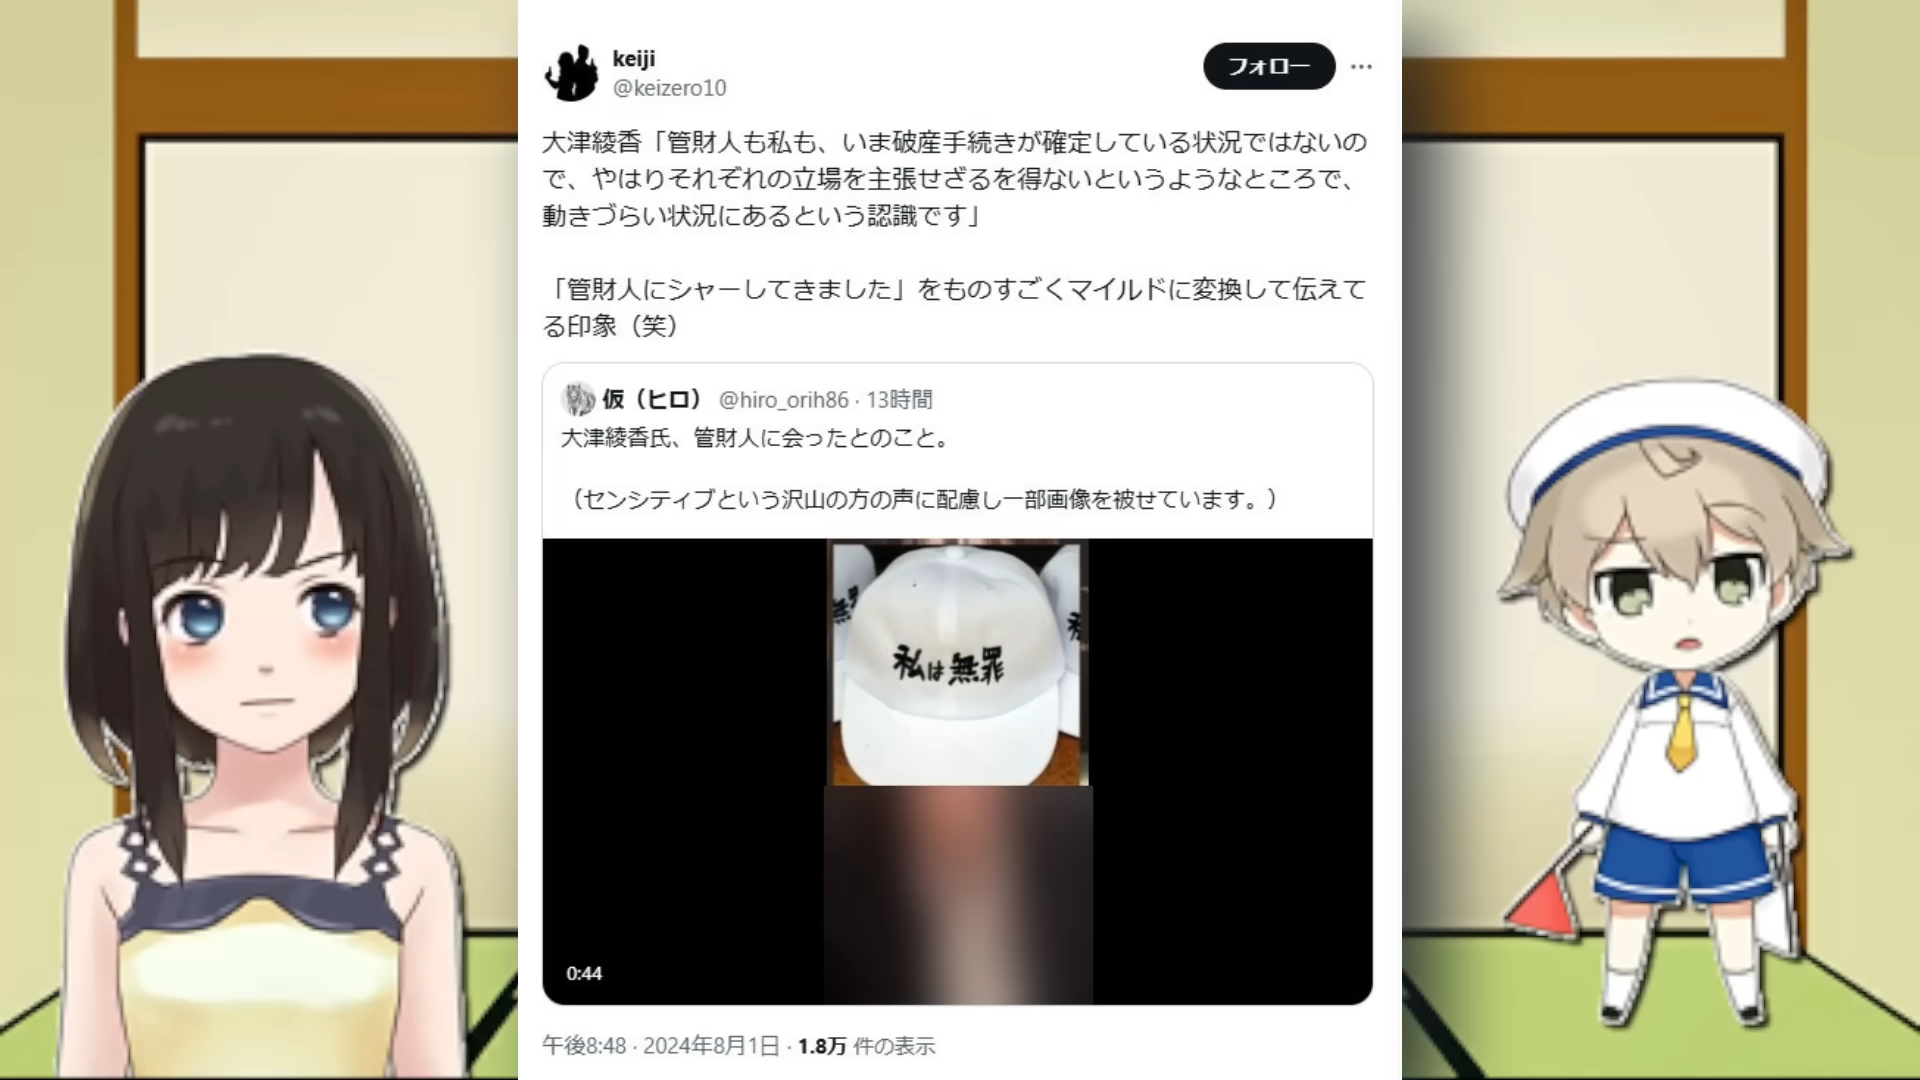 keiji
@keizero10
フォロー
大津綾香「管財人も私も、いま破産手続きが確定している状況ではないの
で、やはりそれぞれの立場を主張せざるを得ないというようなところで、
動きづらい状況にあるという認識です」
「管財人にシャーしてきました」をものすごくマイルドに変換して伝えて
る印象（笑）
仮（ヒロ） @hiro_orih86 · 13時間
大津綾香氏、管財人に会ったとのこと。
（センシティブという沢山の方の声に配慮し一部画像を被せています。）
私は無罪
0:44
午後8:48 · 2024年8月1日 · 1.8万 件の表示